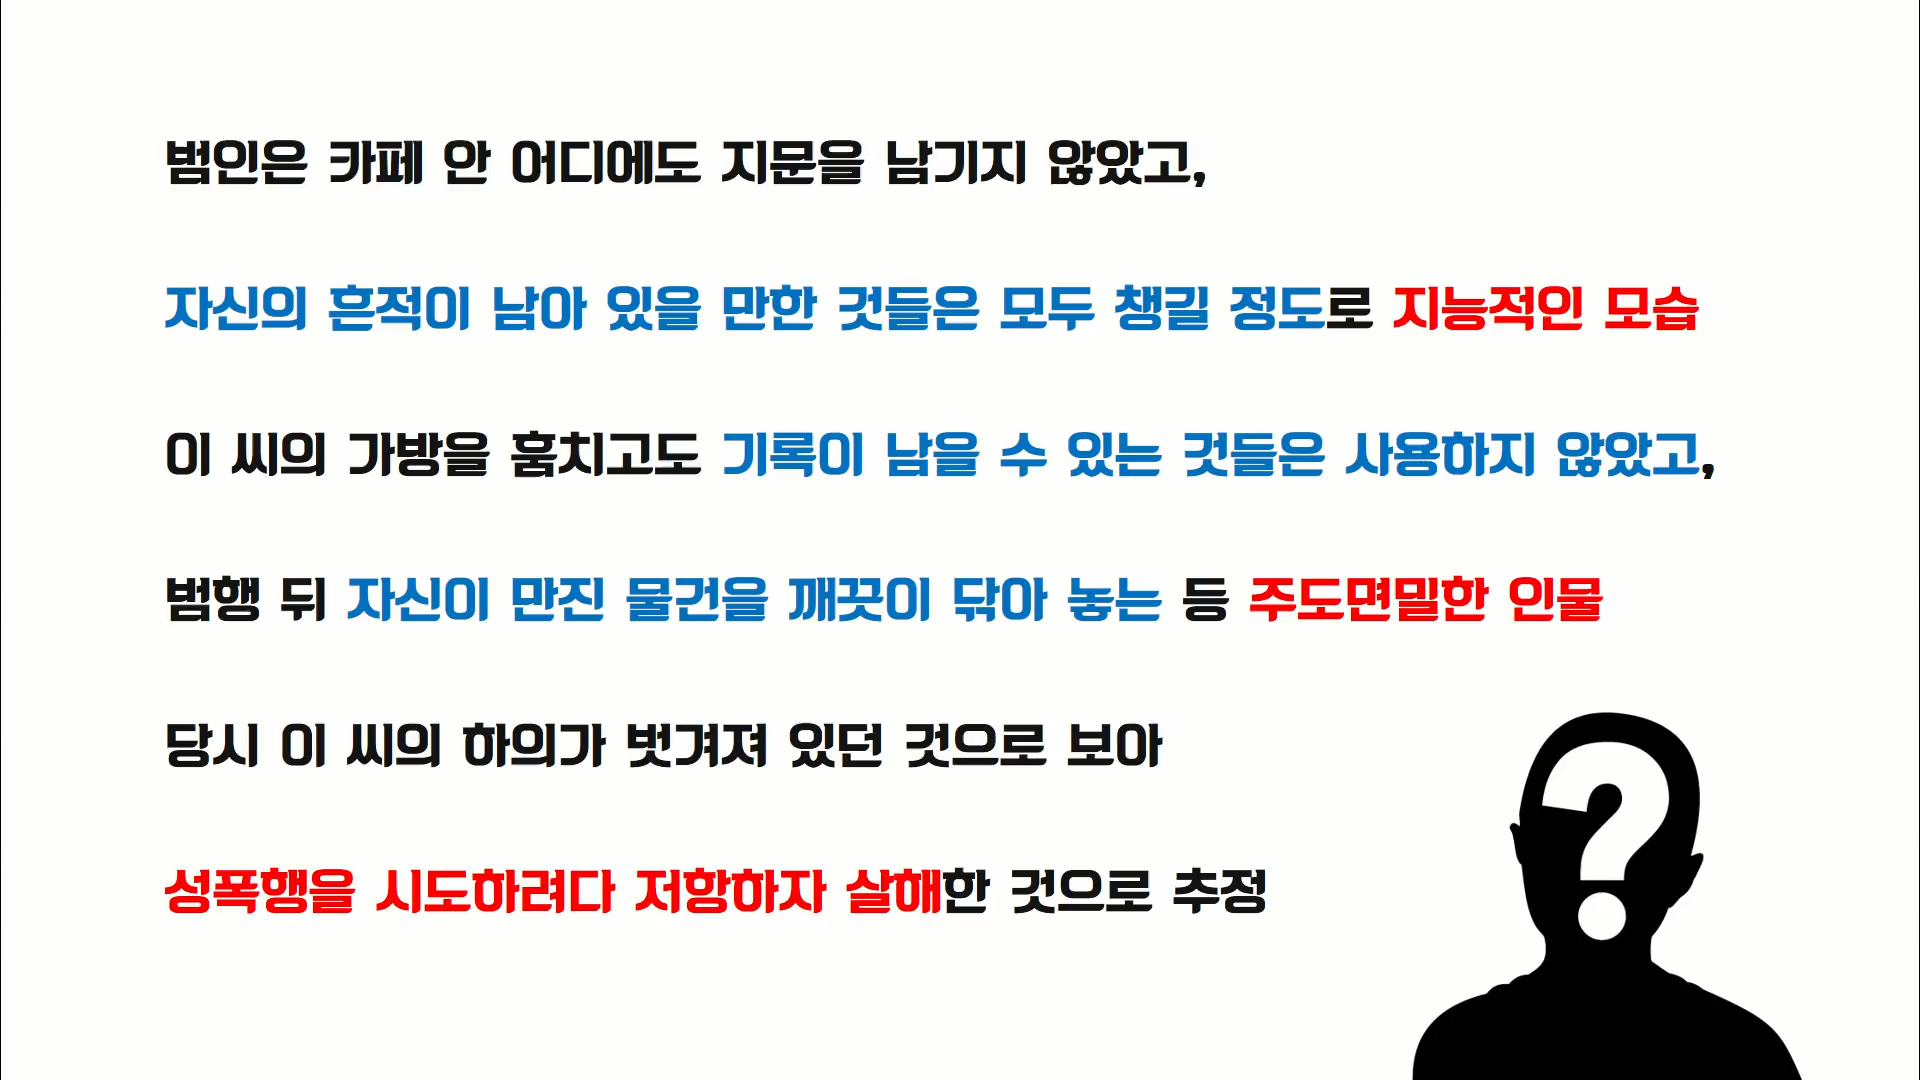 범인은 카페 안 어디에도 지문을 남기지 않았고,
자신의 흔적이 남아 있을 만한 것들은 모두 챙길 정도로 지능적인 모습
이 씨의 가방을 훔치고도 기록이 남을 수 있는 것들은 사용하지 않았고,
범행 뒤 자신이 만진 물건을 깨끗이 닦아 놓는 등 주도면밀한 인물
당시 이 씨의 하의가 벗겨져 있던 것으로 보아
성폭행을 시도하려다 저항하자 살해한 것으로 추정
?